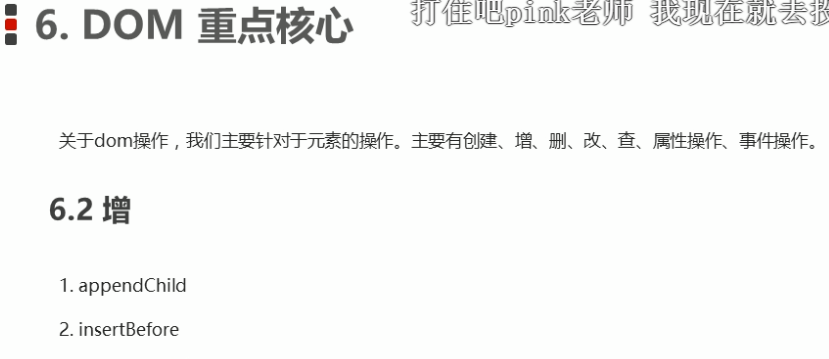 打住吧pink老师 我现在就去投
6. DOM 重点核心
关于dom操作，我们主要针对于元素的操作。主要有创建、增、删、改、查、属性操作、事件操作。
6.2 增
1. appendChild
2. insertBefore